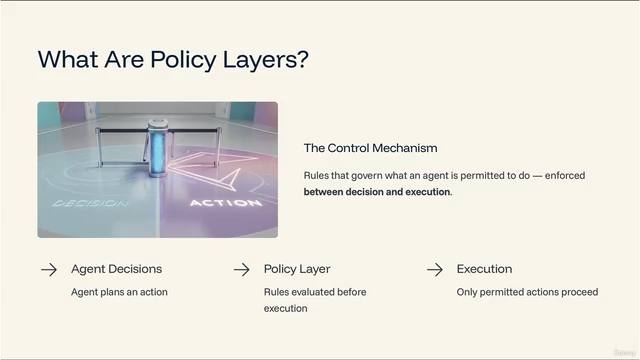 What Are Policy Layers?
DECISION
ACTION
The Control Mechanism
Rules that govern what an agent is permitted to do — enforced
between decision and execution.
Agent Decisions
Agent plans an action
Policy Layer
Rules evaluated before
execution
Execution
Only permitted actions proceed